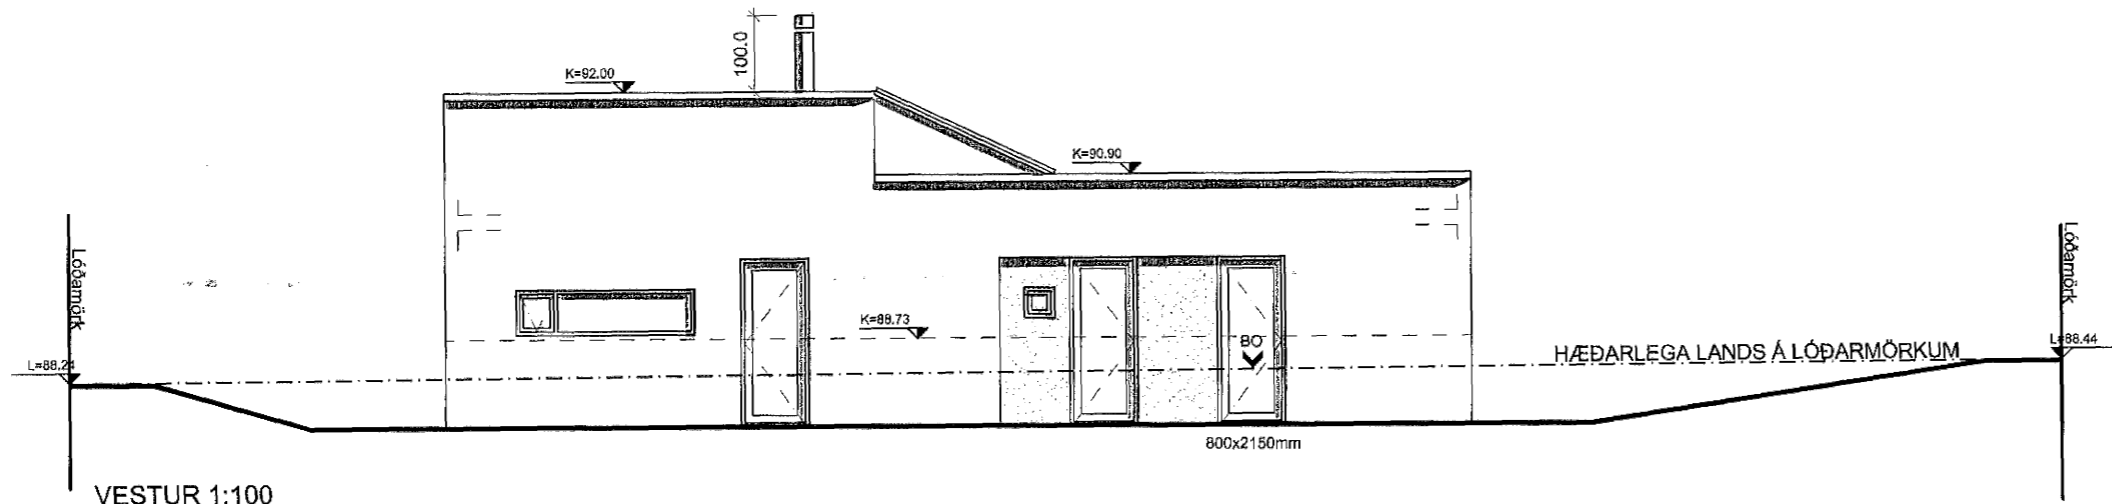 100.0
K=92.00
K=90.90
Lóðamörk
Lóðamörk
K=88.73
BO
L=88.21
L=88.44
HÆÐARLEGA LANDS Á LÓÐARMÖRKUM
800x2150mm
VESTUR 1:100